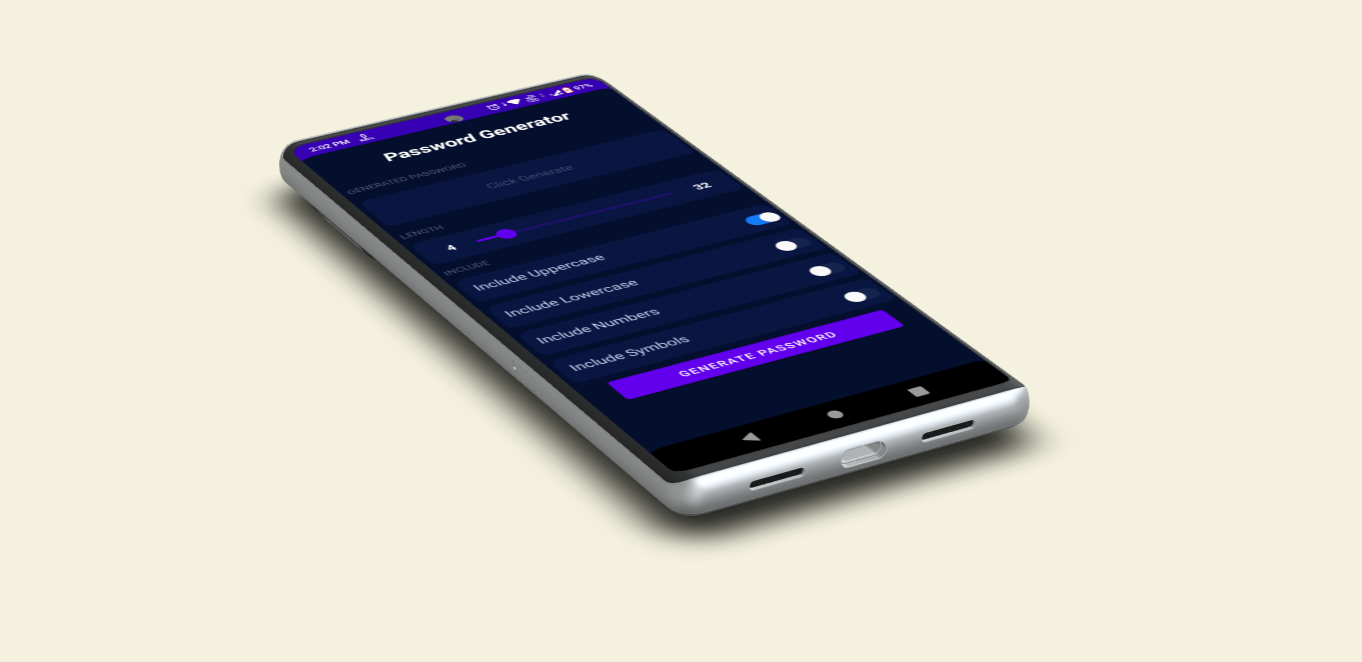 2:02 PM 97%
Password Generator
GENERATED PASSWORD
Click Generate
LENGTH
4 32
INCLUDE
Include Uppercase
Include Lowercase
Include Numbers
Include Symbols
GENERATE PASSWORD